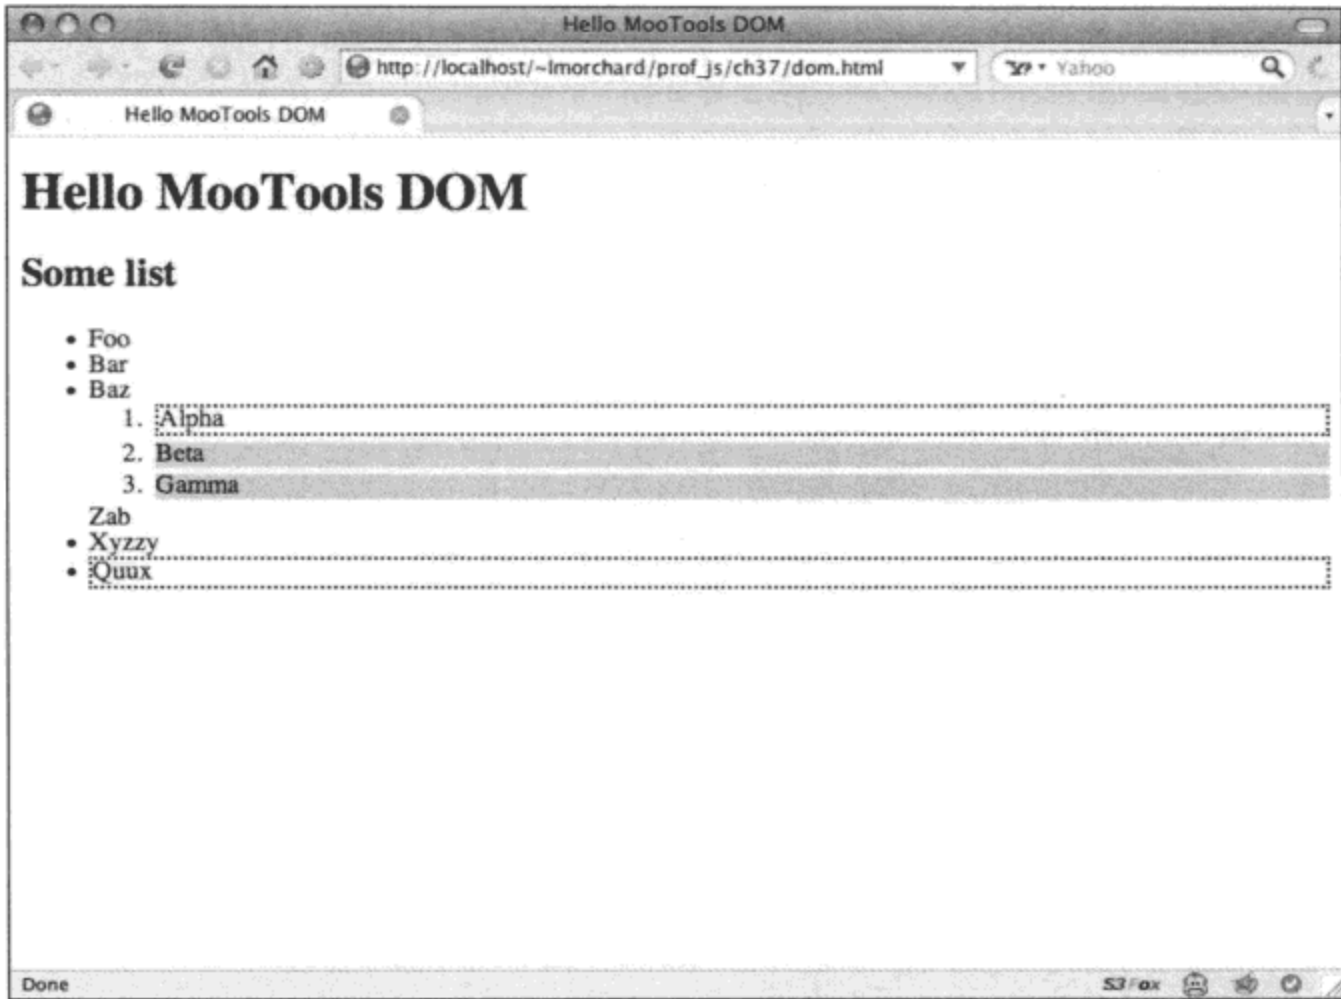 Hello MooTools DOM
http://localhost/~lmorchard/prof_js/ch37/dom.html
Yahoo
Hello MooTools DOM
Hello MooTools DOM
Some list
• Foo
• Bar
• Baz
1. Alpha
2. Beta
3. Gamma
Zab
• Xyzzy
• Quux
Done
S3Fox